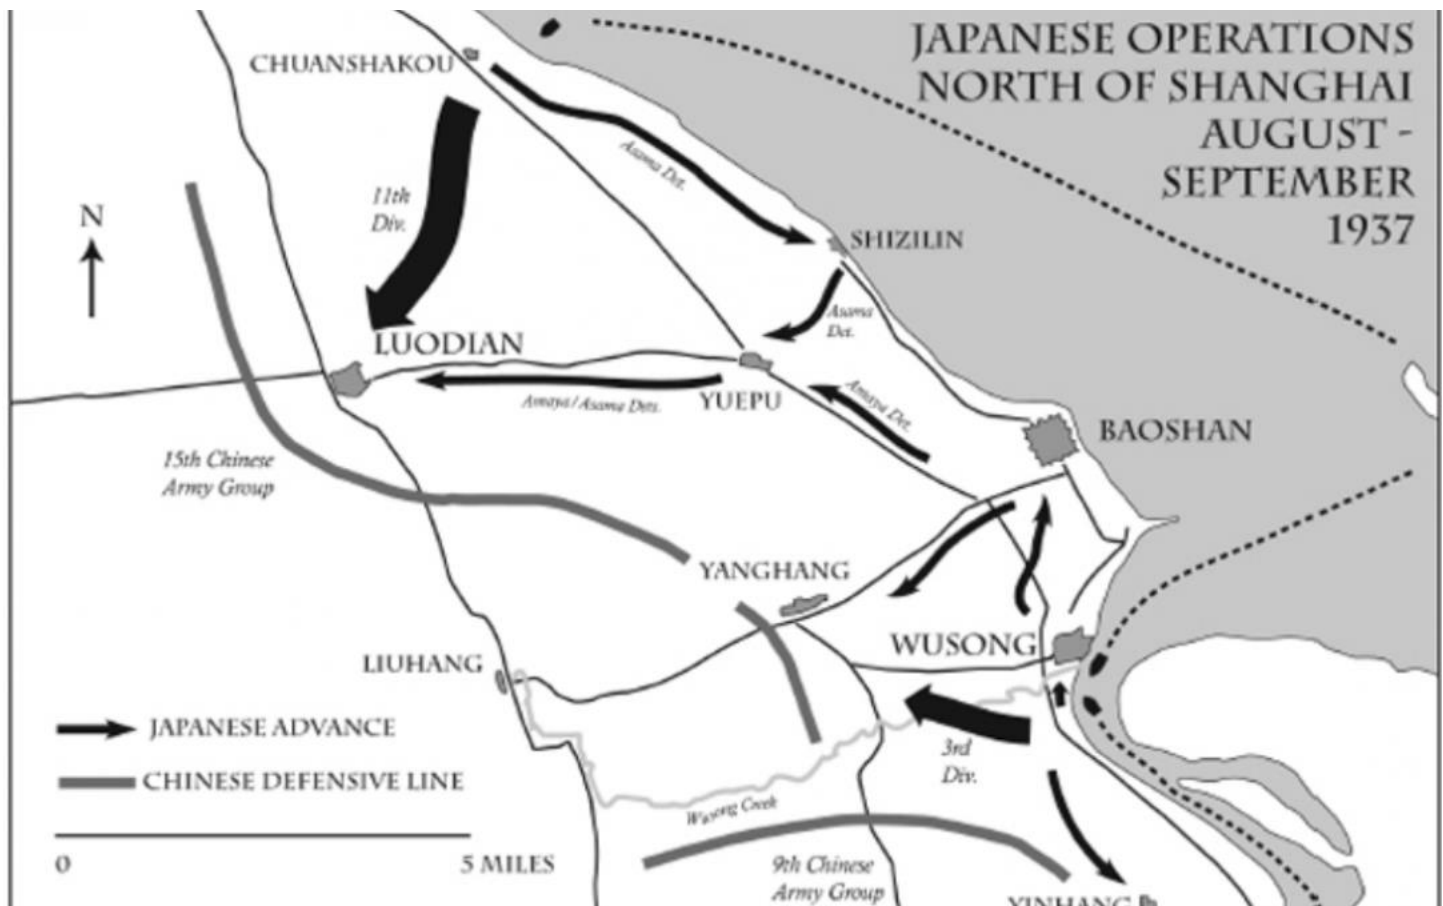 JAPANESE OPERATIONS
NORTH OF SHANGHAI
AUGUST -
SEPTEMBER
1937
CHUANSHAKOU
Asama Det.
11th
Div.
N
SHIZILIN
Asama
Det.
LUODIAN
Amaya/Asama Dets.
YUEPU
Amaya Det.
BAOSHAN
15th Chinese
Army Group
YANGHANG
WUSONG
LIUHANG
JAPANESE ADVANCE
3rd
Div.
CHINESE DEFENSIVE LINE
Wusong Creek
0
5 MILES
9th Chinese
Army Group
YINHANG